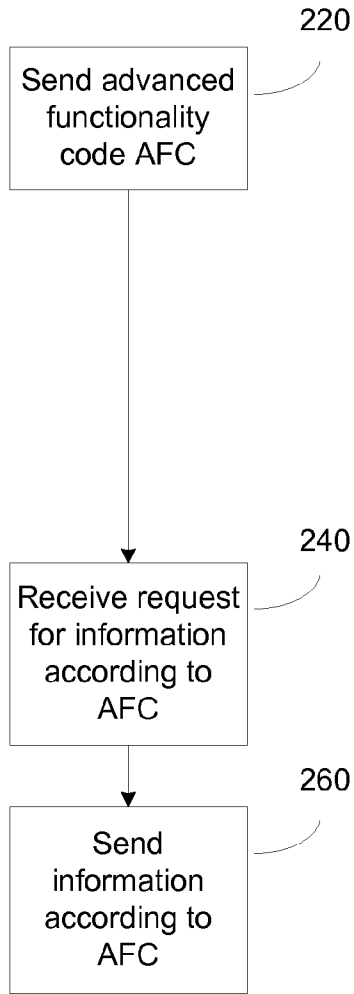 220
Send advanced
functionality
code AFC
240
Receive request
for information
according to
AFC
260
Send
information
according to
AFC